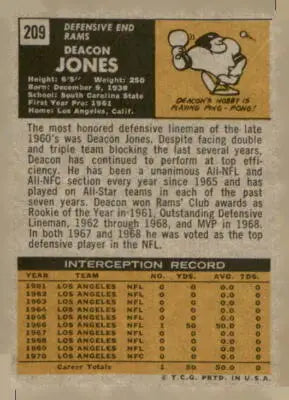 209
DEFENSIVE END
RAMS
DEACON
JONES
Height: 6'5" Weight: 250
Born: December 9, 1938
School: South Carolina State
First Year Pro: 1961
Home: Los Angeles, Calif.
DEACON'S HOBBY IS
PLAYING PING-PONG!
The most honored defensive lineman of the late
1960's was Deacon Jones. Despite facing double
and triple team blocking the last several years,
Deacon has continued to perform at top effi-
ciency. He has been a unanimous All-NFL and
All-NFC section every year since 1965 and has
played on All-Star teams in each of the past
seven years. Deacon won Rams' Club awards as
Rookie of the Year in 1961, Outstanding Defensive
Lineman, 1962 through 1968, and MVP in 1968.
In both 1967 and 1968 he was voted as the top
defensive player in the NFL.
INTERCEPTION RECORD
YEAR TEAM NO. YDS. AVG. TDS.
1961 LOS ANGELES NFL 0 0 0.0 0
1962 LOS ANGELES NFL 0 0 0.0 0
1963 LOS ANGELES NFL 0 0 0.0 0
1964 LOS ANGELES NFL 0 0 0.0 0
1965 LOS ANGELES NFL 0 0 0.0 0
1966 LOS ANGELES NFL 1 50 50.0 0
1967 LOS ANGELES NFL 0 0 0.0 0
1968 LOS ANGELES NFL 0 0 0.0 0
1969 LOS ANGELES NFL 0 0 0.0 0
1970 LOS ANGELES NFC 0 0 0.0 0
Career Totals 1 50 50.0 0
© T.C.G. PRTD. IN U.S.A.